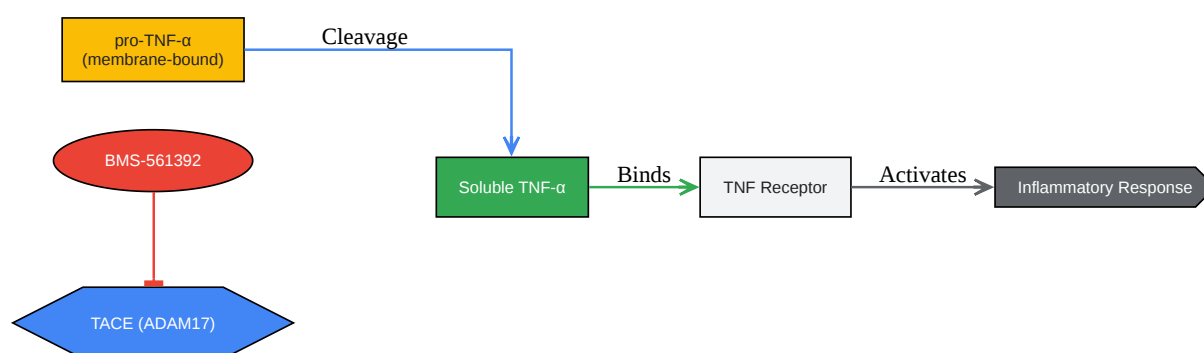 pro-TNF-α
(membrane-bound)
Cleavage
BMS-561392
Soluble TNF-α
Binds
TNF Receptor
Activates
Inflammatory Response
TACE (ADAM17)